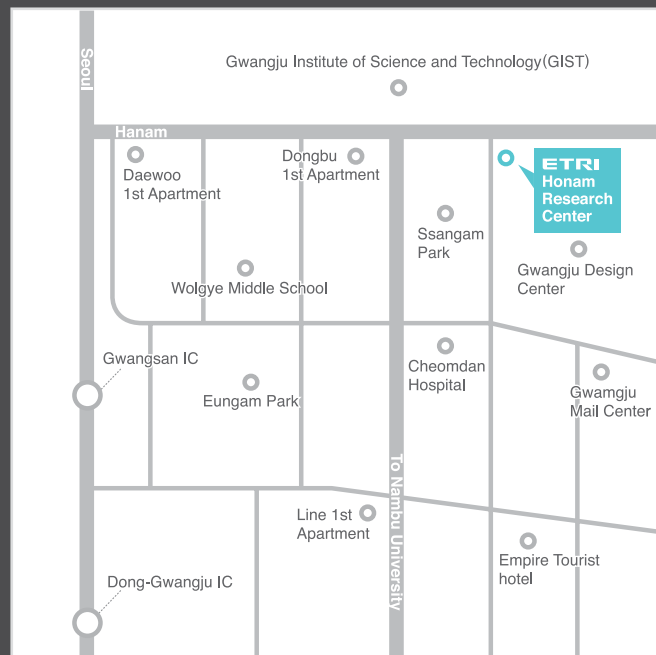 Seoul
Gwangju Institute of Science and Technology(GIST)
Hanam
Daewoo
1st Apartment
Dongbu
1st Apartment
ETRI
Honam
Research
Center
Ssangam
Park
Gwangju Design
Center
Wolgye Middle School
Gwangsan IC
Cheomdan
Hospital
Gwamgju
Mail Center
Eungam Park
To Nambu University
Line 1st
Apartment
Empire Tourist
hotel
Dong-Gwangju IC